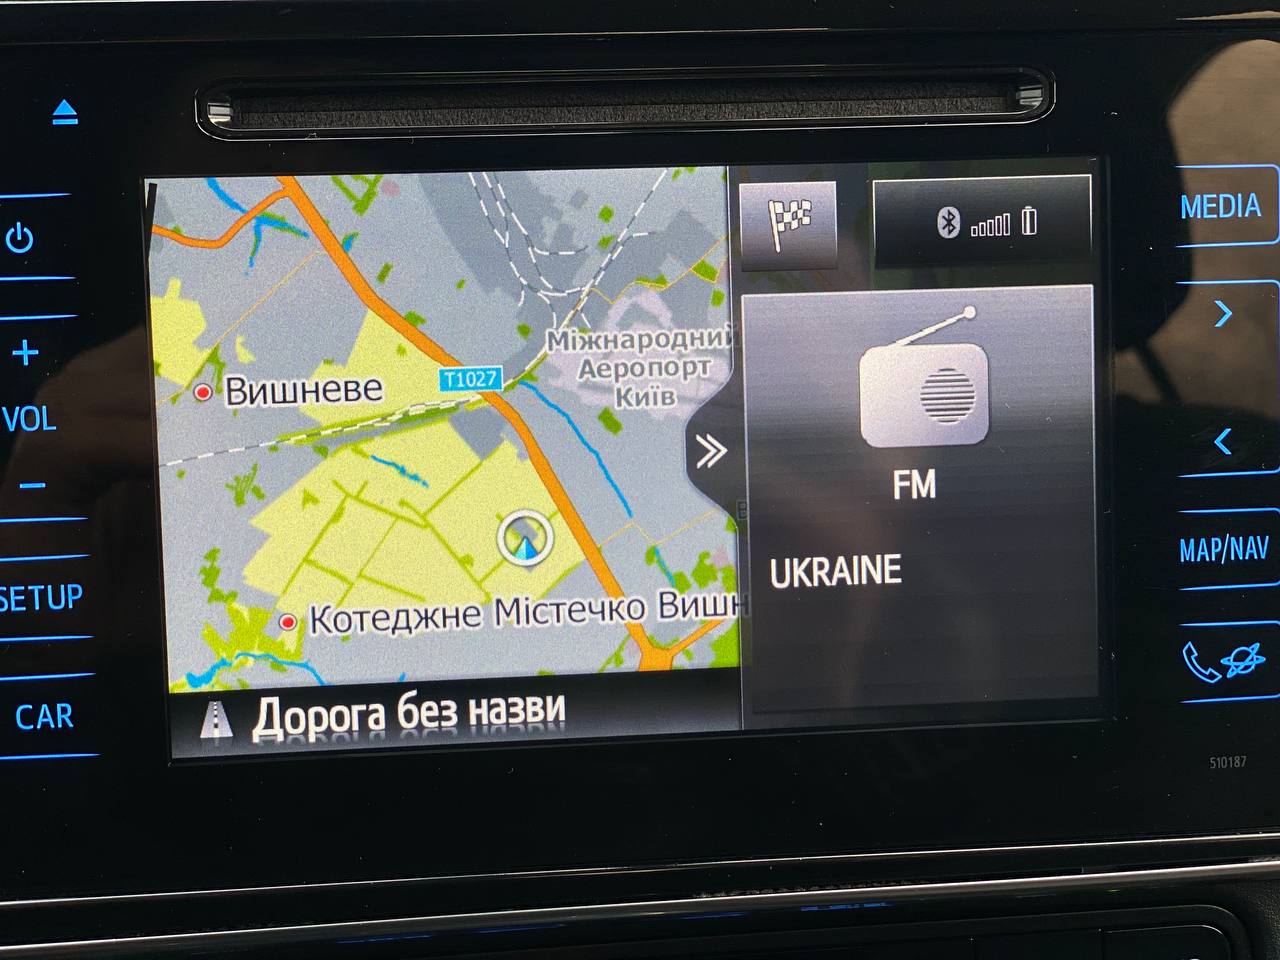 MEDIA
VOL
SETUP
CAR
MAP/NAV
510187
Вишневе
T1027
Міжнародний
Аеропорт
Київ
Котеджне Містечко Вишн
Дорога без назви
FM
UKRAINE